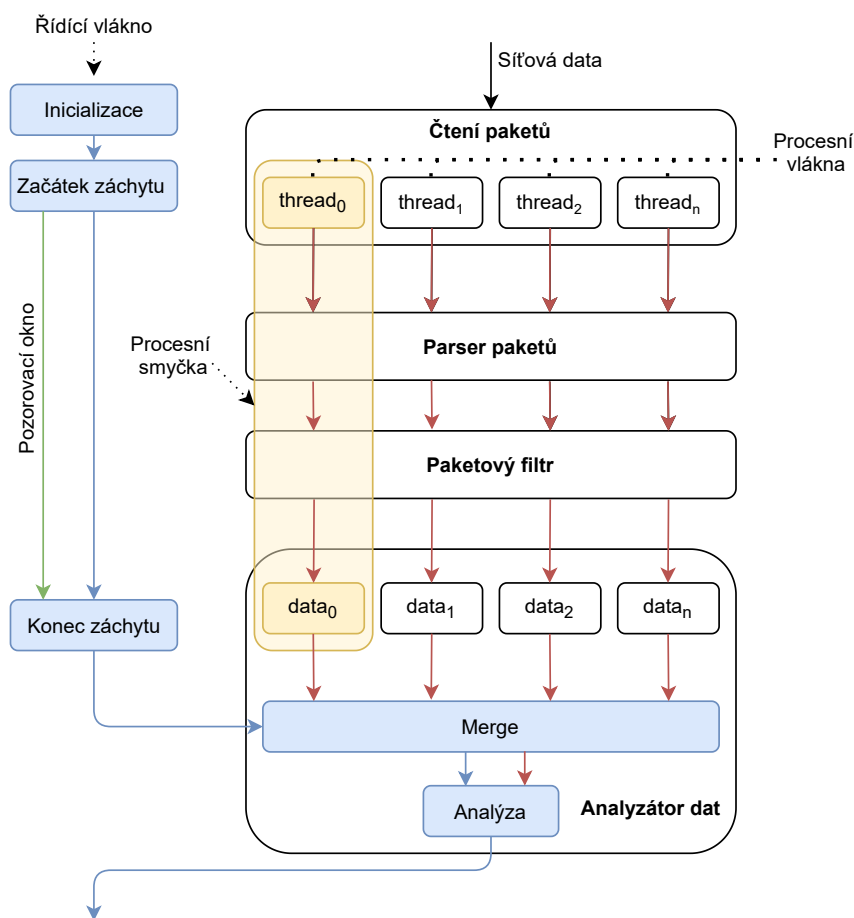 Řídící vlákno
Síťová data
Inicializace
Čtení paketů
Procesní
vlákna
Začátek záchytu
thread0
thread1
thread2
threadn
Pozorovací okno
Procesní
smyčka
Parser paketů
Paketový filtr
Konec záchytu
data0
data1
data2
datan
Merge
Analýza
Analyzátor dat